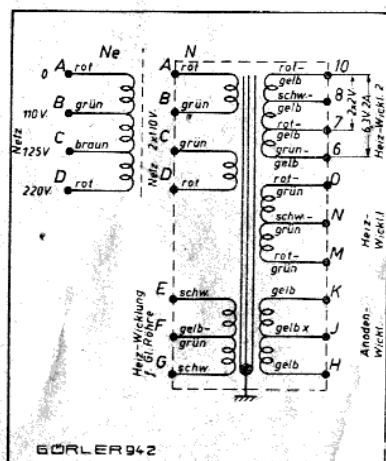 Ne
N
A rot
0
B grün
110V.
C braun
125V
D rot
220V.
Netz
A rot
B grün
C grün
D rot
Netz 2x110V.
E schw.
F gelb-
grün
G schw.
Heiz-Wicklung
f. Gl. Röhre
rot- 10
gelb
schw.- 8
gelb
rot- 7
gelb
grün- 6
gelb
2x2V
6,3V.2A
Heiz-Wickl.2
rot- O
grün
schw.- N
grün
rot- M
grün
Heiz-
Wickl.1
gelb K
gelb x J
gelb H
Anoden-
Wickl.
GÖRLER 942